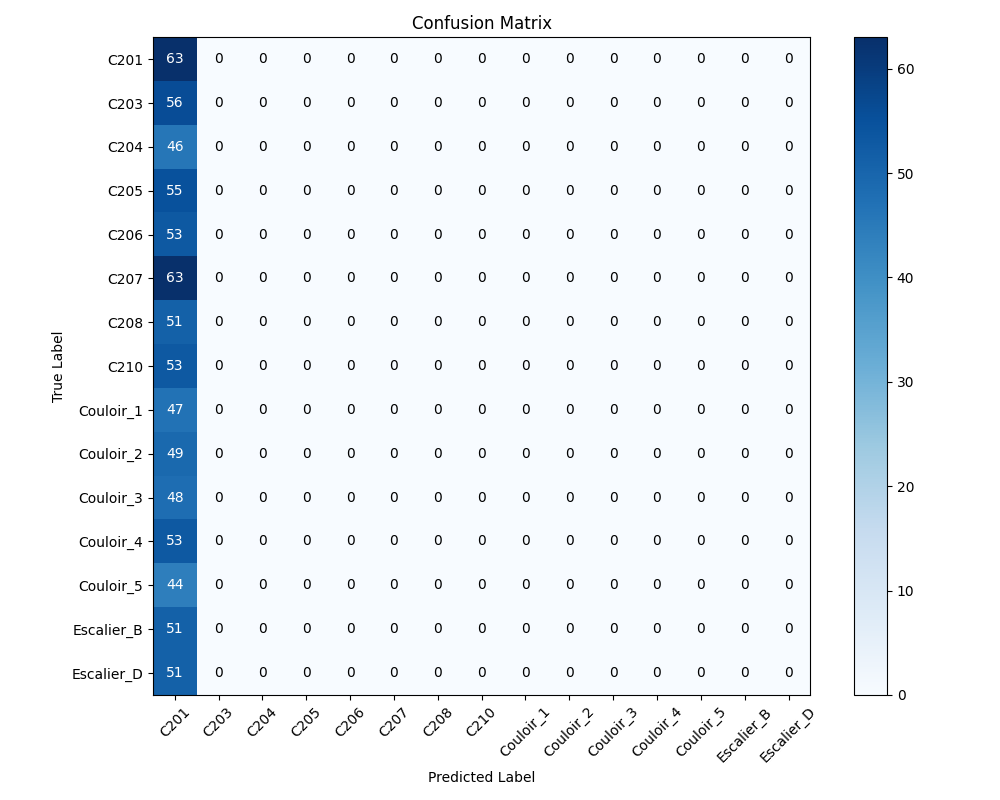 Confusion Matrix
True Label
C201 63 0 0 0 0 0 0 0 0 0 0 0 0 0 0
C203 56 0 0 0 0 0 0 0 0 0 0 0 0 0 0
C204 46 0 0 0 0 0 0 0 0 0 0 0 0 0 0
C205 55 0 0 0 0 0 0 0 0 0 0 0 0 0 0
C206 53 0 0 0 0 0 0 0 0 0 0 0 0 0 0
C207 63 0 0 0 0 0 0 0 0 0 0 0 0 0 0
C208 51 0 0 0 0 0 0 0 0 0 0 0 0 0 0
C210 53 0 0 0 0 0 0 0 0 0 0 0 0 0 0
Couloir_1 47 0 0 0 0 0 0 0 0 0 0 0 0 0 0
Couloir_2 49 0 0 0 0 0 0 0 0 0 0 0 0 0 0
Couloir_3 48 0 0 0 0 0 0 0 0 0 0 0 0 0 0
Couloir_4 53 0 0 0 0 0 0 0 0 0 0 0 0 0 0
Couloir_5 44 0 0 0 0 0 0 0 0 0 0 0 0 0 0
Escalier_B 51 0 0 0 0 0 0 0 0 0 0 0 0 0 0
Escalier_D 51 0 0 0 0 0 0 0 0 0 0 0 0 0 0
C201 C203 C204 C205 C206 C207 C208 C210 Couloir_1 Couloir_2 Couloir_3 Couloir_4 Couloir_5 Escalier_B Escalier_D
Predicted Label
60
50
40
30
20
10
0